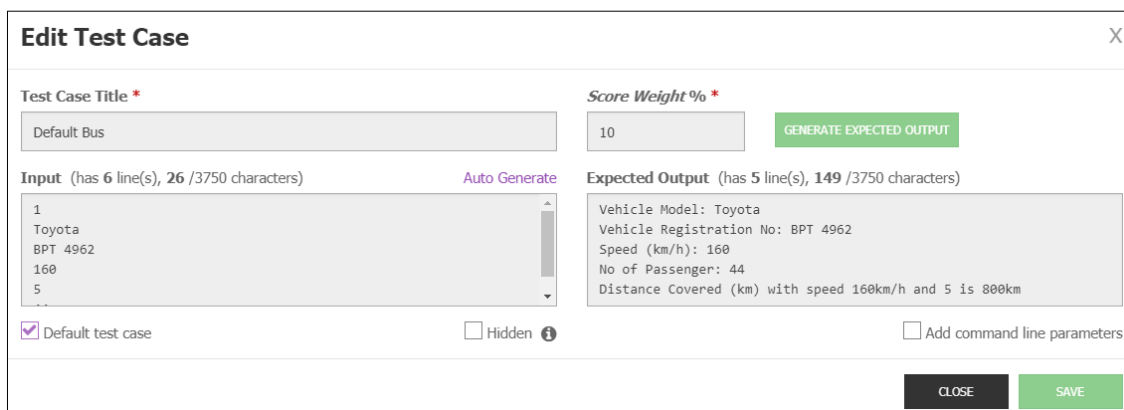 Edit Test Case X
Test Case Title *
Default Bus
Score Weight % *
10
GENERATE EXPECTED OUTPUT
Input (has 6 line(s), 26 /3750 characters) Auto Generate
1
Toyota
BPT 4962
160
5
Expected Output (has 5 line(s), 149 /3750 characters)
Vehicle Model: Toyota
Vehicle Registration No: BPT 4962
Speed (km/h): 160
No of Passenger: 44
Distance Covered (km) with speed 160km/h and 5 is 800km
Default test case
Hidden
Add command line parameters
CLOSE
SAVE